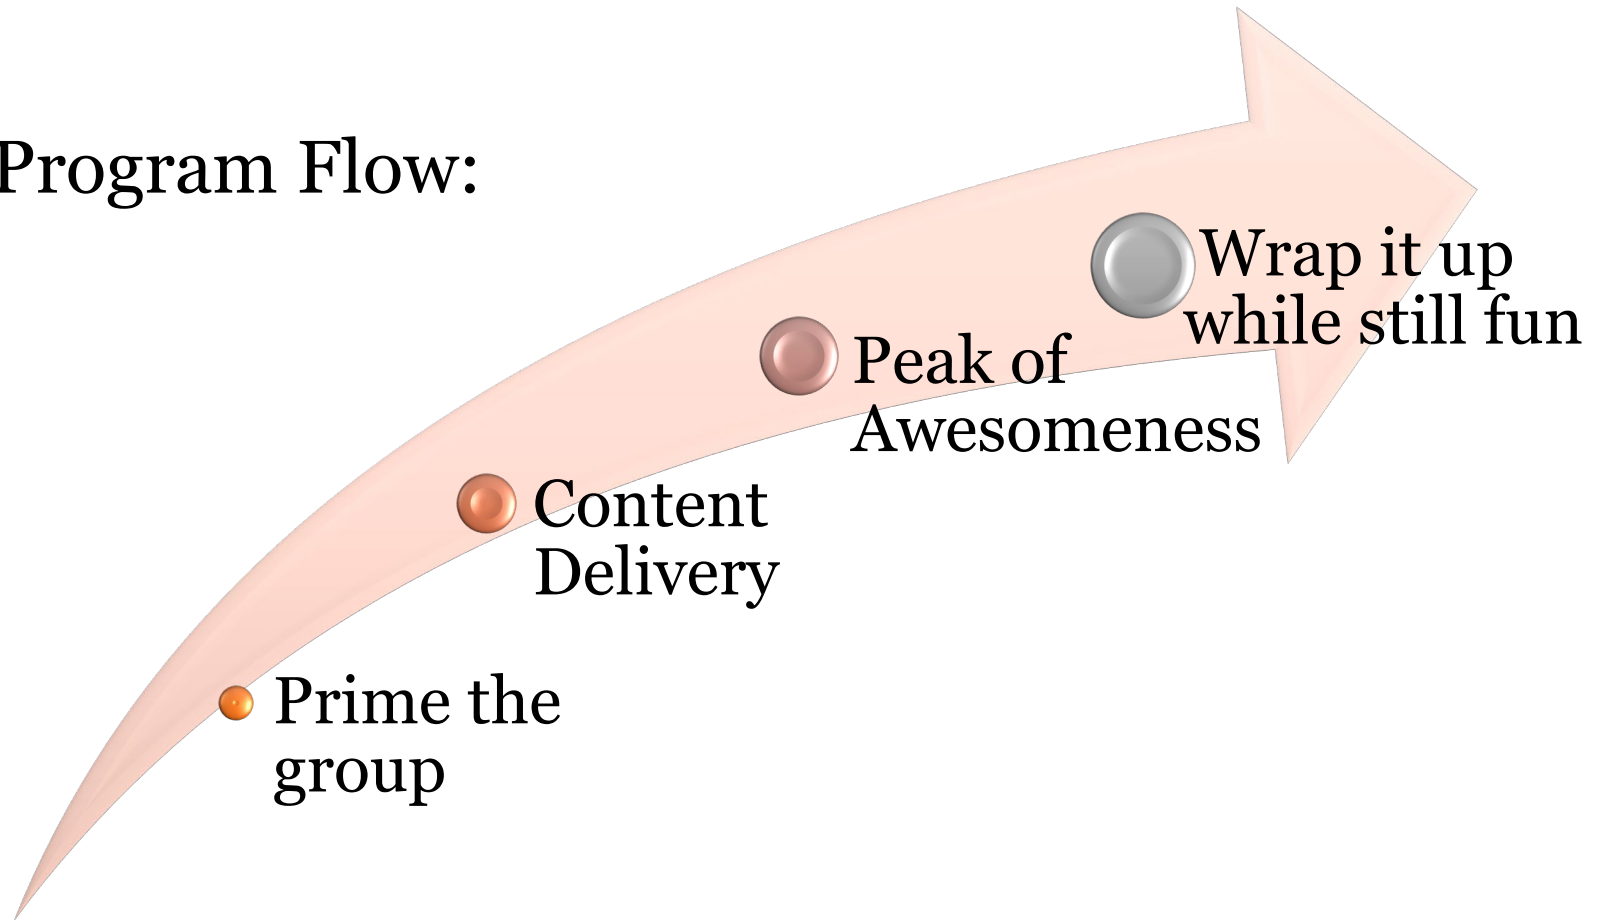 Program Flow:
Wrap it up
while still fun
Peak of
Awesomeness
Content
Delivery
Prime the
group